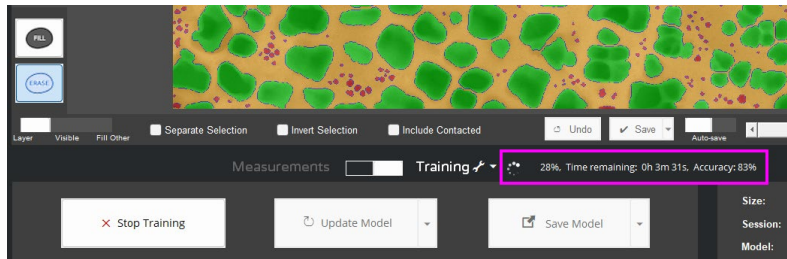 FILL
ERASE
Layer Visible Fill Other Separate Selection Invert Selection Include Contacted Undo Save Auto-save
Measurements Training 28%, Time remaining: 0h 3m 31s, Accuracy: 83%
Stop Training Update Model Save Model
Size:
Session:
Model: